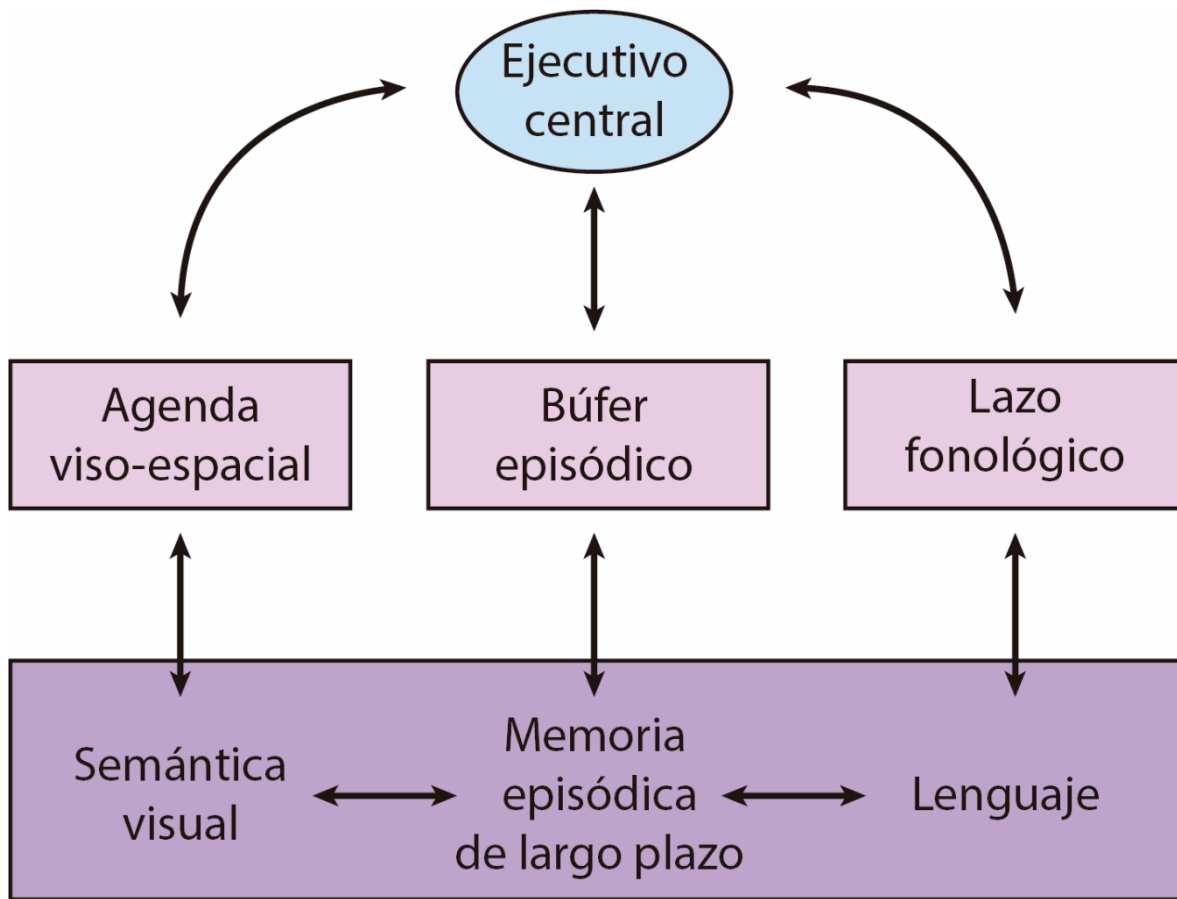 Ejecutivo
central
Agenda
viso-espacial
Búfer
episódico
Lazo
fonológico
Semántica
visual
Memoria
episódica
de largo plazo
Lenguaje